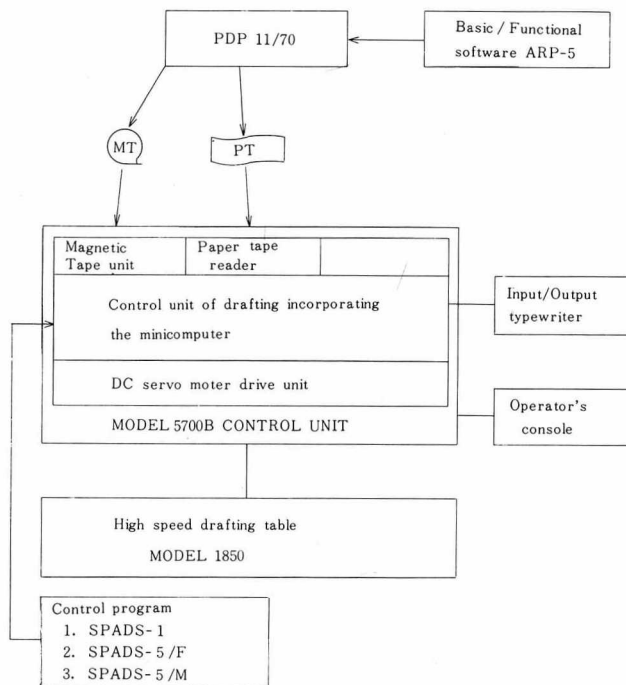 PDP 11/70
Basic / Functional
software ARP-5
MT
PT
Magnetic
Tape unit
Paper tape
reader
Control unit of drafting incorporating
the minicomputer
Input/Output
typewriter
DC servo moter drive unit
MODEL 5700B CONTROL UNIT
Operator's
console
High speed drafting table
MODEL 1850
Control program
1. SPADS-1
2. SPADS-5/F
3. SPADS-5/M